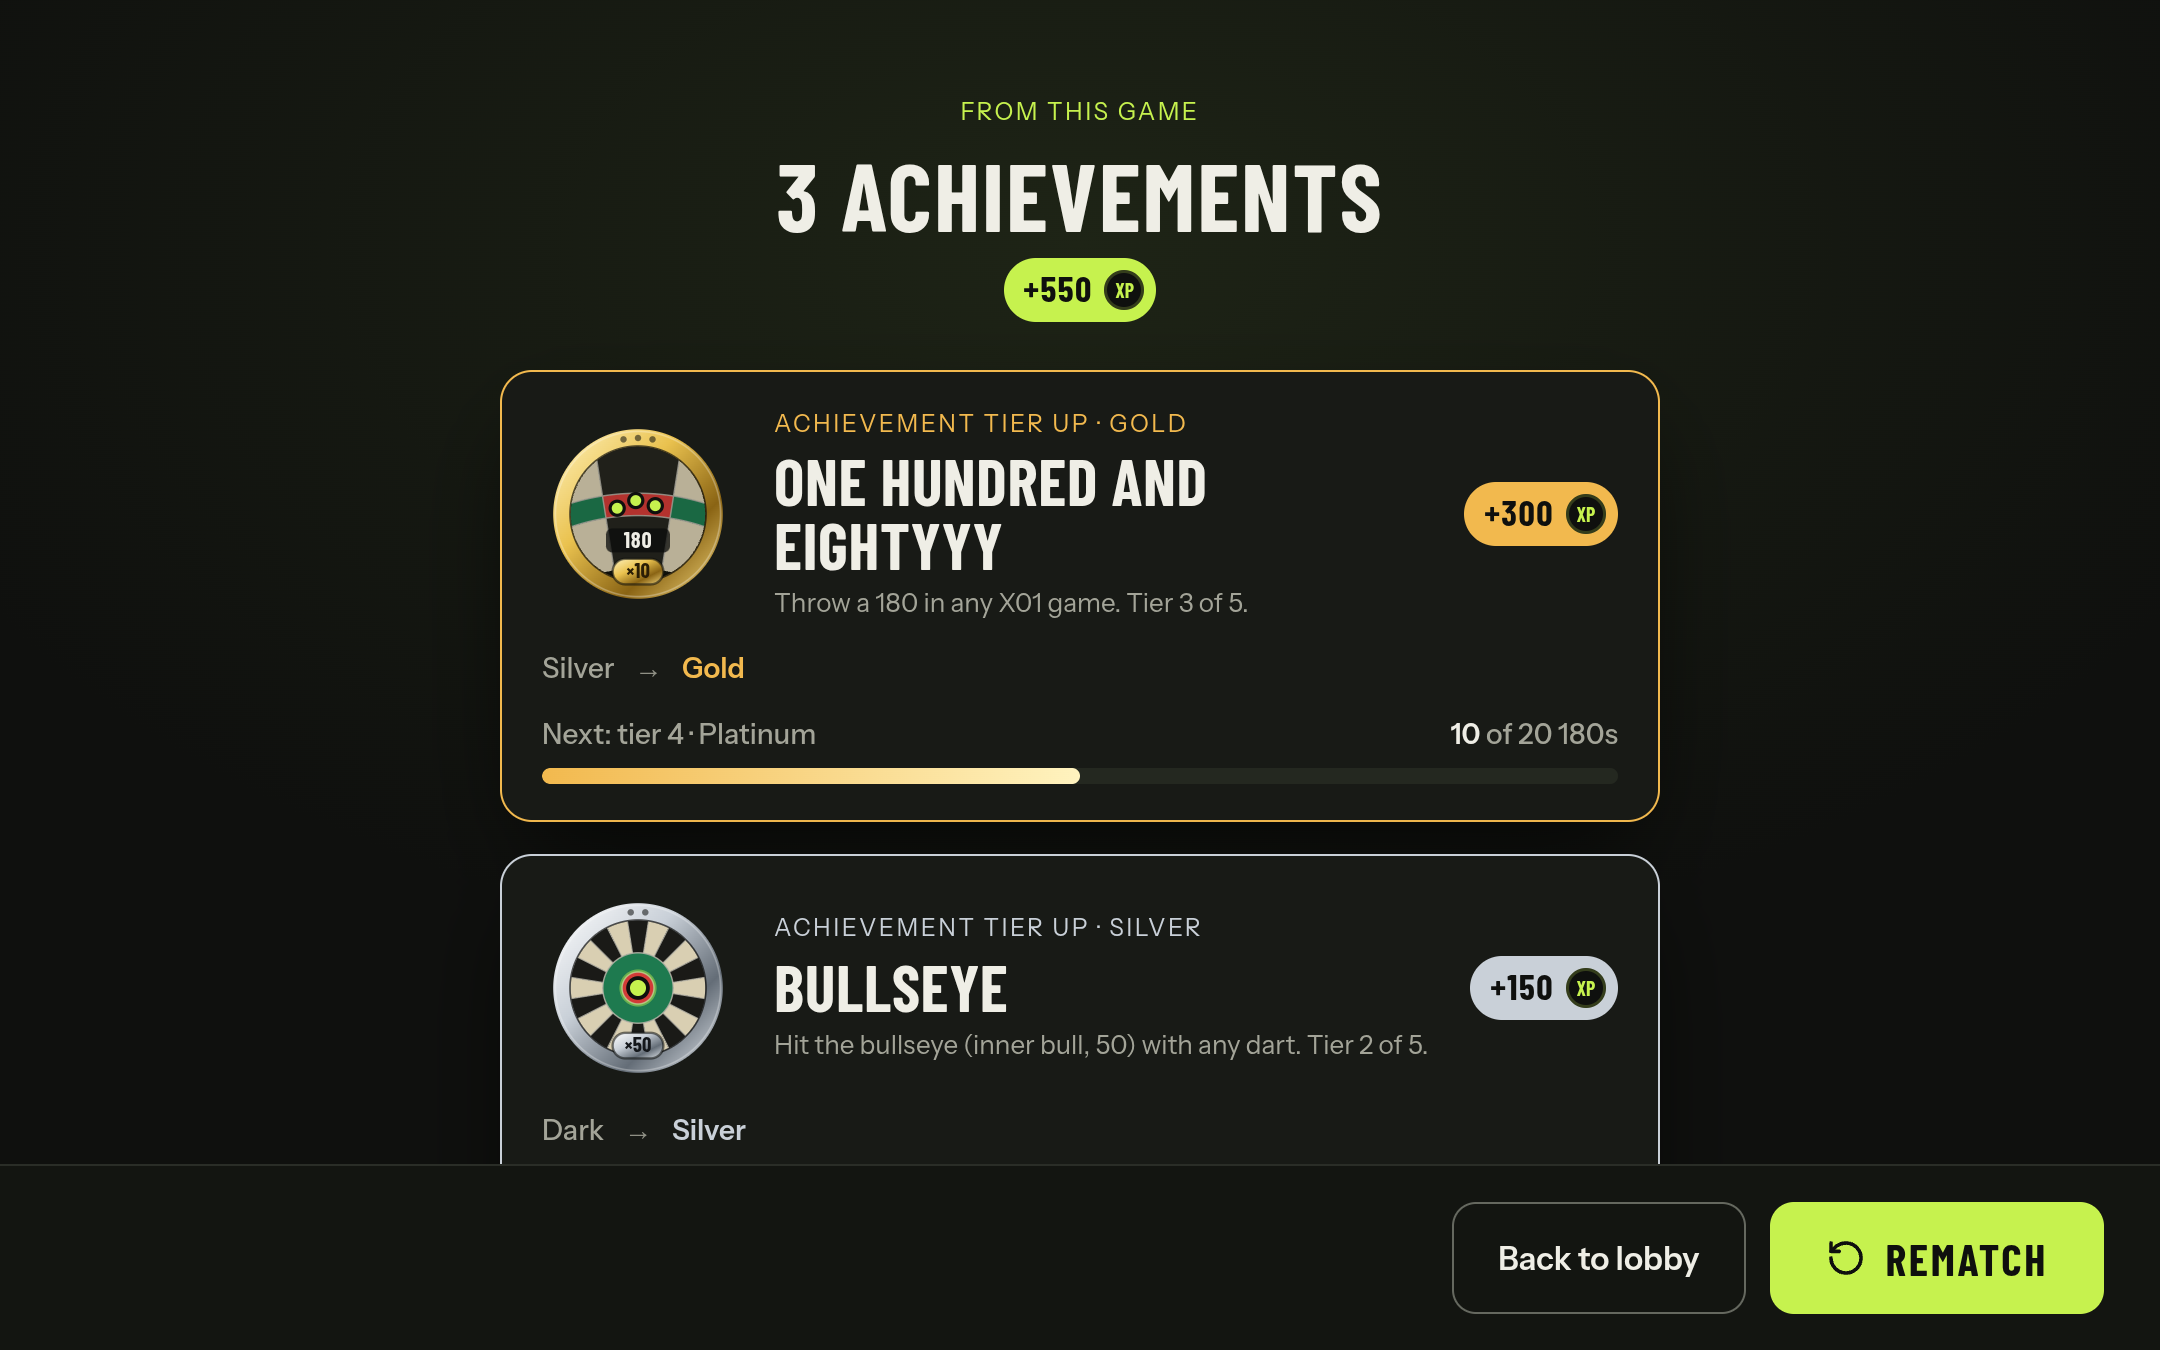 FROM THIS GAME
3 ACHIEVEMENTS
+550 XP
ACHIEVEMENT TIER UP · GOLD
ONE HUNDRED AND
EIGHTYYY
Throw a 180 in any X01 game. Tier 3 of 5.
+300 XP
180
×10
Silver → Gold
Next: tier 4 · Platinum
10 of 20 180s
ACHIEVEMENT TIER UP · SILVER
BULLSEYE
Hit the bullseye (inner bull, 50) with any dart. Tier 2 of 5.
+150 XP
×50
Dark → Silver
Back to lobby
REMATCH